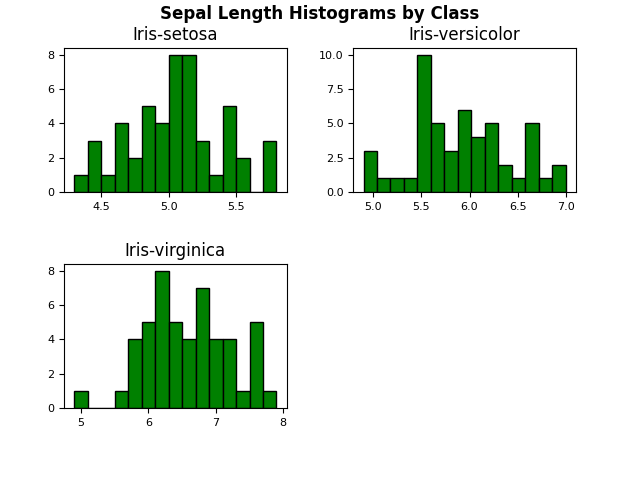 Sepal Length Histograms by Class
Iris-setosa
8
6
4
2
0
4.5 5.0 5.5
Iris-versicolor
10.0
7.5
5.0
2.5
0.0
5.0 5.5 6.0 6.5 7.0
Iris-virginica
8
6
4
2
0
5 6 7 8